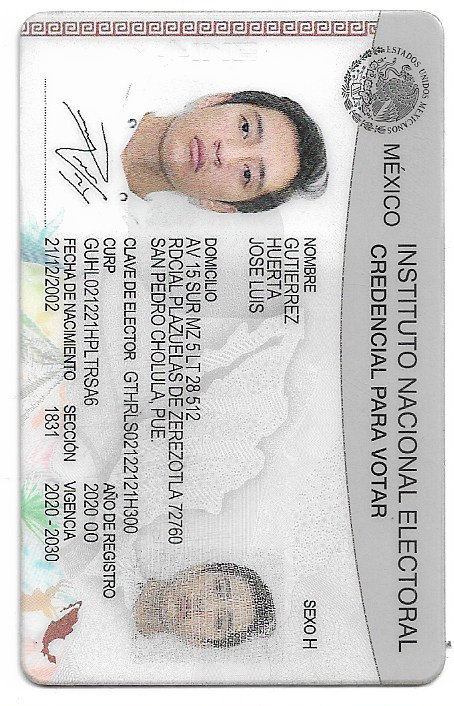 ESTADOS UNIDOS MEXICANOS
MÉXICO INSTITUTO NACIONAL ELECTORAL
CREDENCIAL PARA VOTAR
NOMBRE
GUTIERREZ
HUERTA
JOSE LUIS
SEXO H
DOMICILIO
AV 15 SUR MZ 5 LT 28 512
RDCIAL PLAZUELAS DE ZEREZOTLA 72760
SAN PEDRO CHOLULA, PUE.
CLAVE DE ELECTOR GTHRLS02122121H300
CURP
GUHL021221HPLTRSA6
AÑO DE REGISTRO
2020 00
FECHA DE NACIMIENTO
21/12/2002
SECCIÓN
1831
VIGENCIA
2020 - 2030